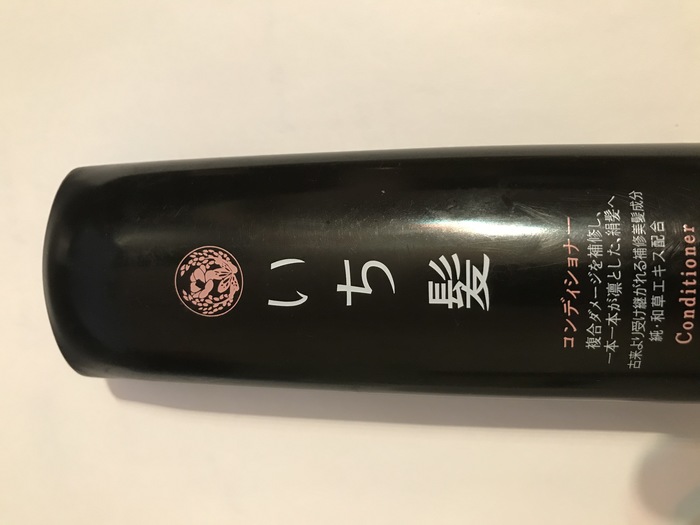 いち髪
コンディショナー
複合ダメージを補修し、
一本一本が凛とした、絹髪へ
古来より受け継がれる補修美髪成分
純・和草エキス配合
Conditioner